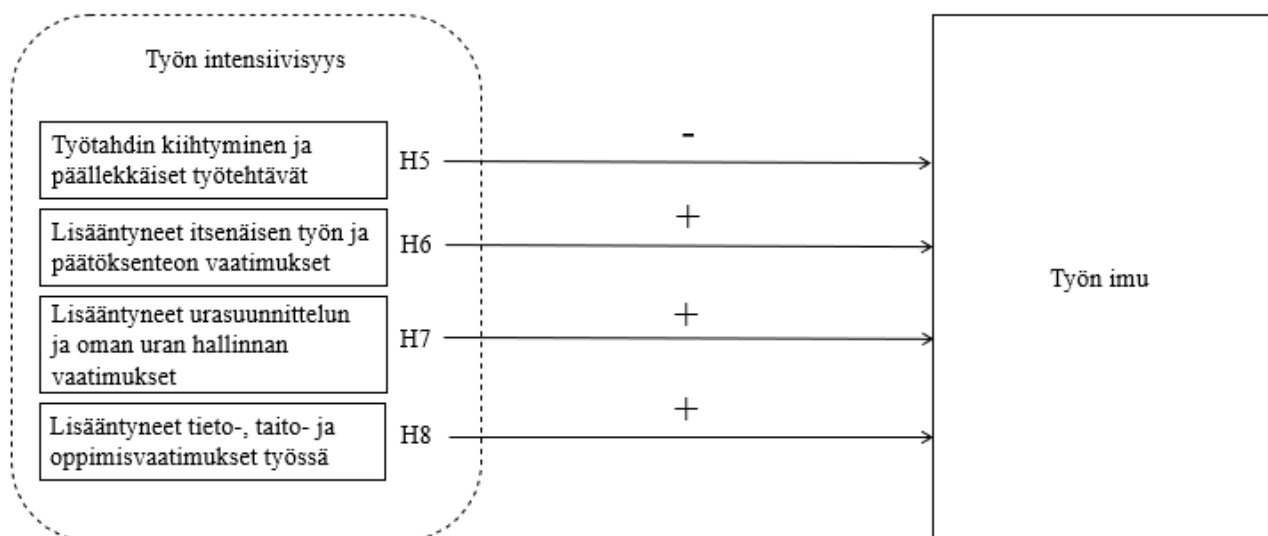 Työn intensiivisyys
Työtahdin kiihtyminen ja
päällekkäiset työtehtävät
H5
-
Lisääntyneet itsenäisen työn ja
päätöksenteon vaatimukset
H6
+
Lisääntyneet urasuunnittelun
ja oman uran hallinnan
vaatimukset
H7
+
Lisääntyneet tieto-, taito- ja
oppimisvaatimukset työssä
H8
+
Työn imu